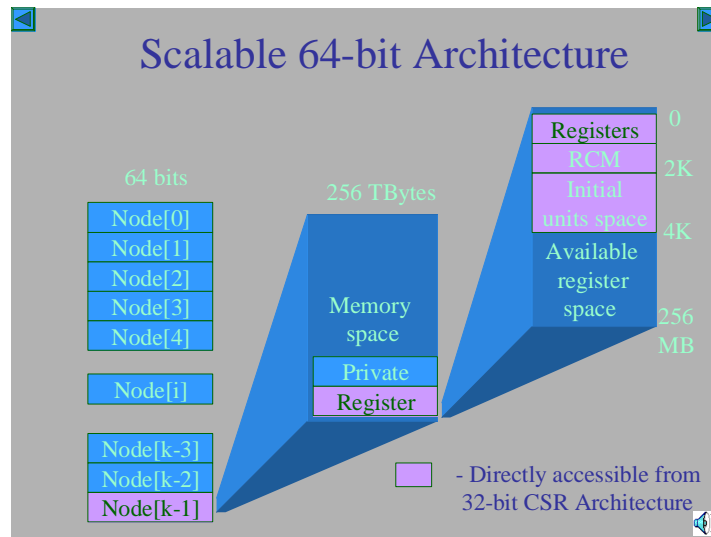 Scalable 64-bit Architecture
64 bits
Node[0]
Node[1]
Node[2]
Node[3]
Node[4]
Node[i]
Node[k-3]
Node[k-2]
Node[k-1]
256 TBytes
Memory
space
Private
Register
Registers
RCM
Initial
units space
Available
register
space
0
2K
4K
256
MB
- Directly accessible from
32-bit CSR Architecture